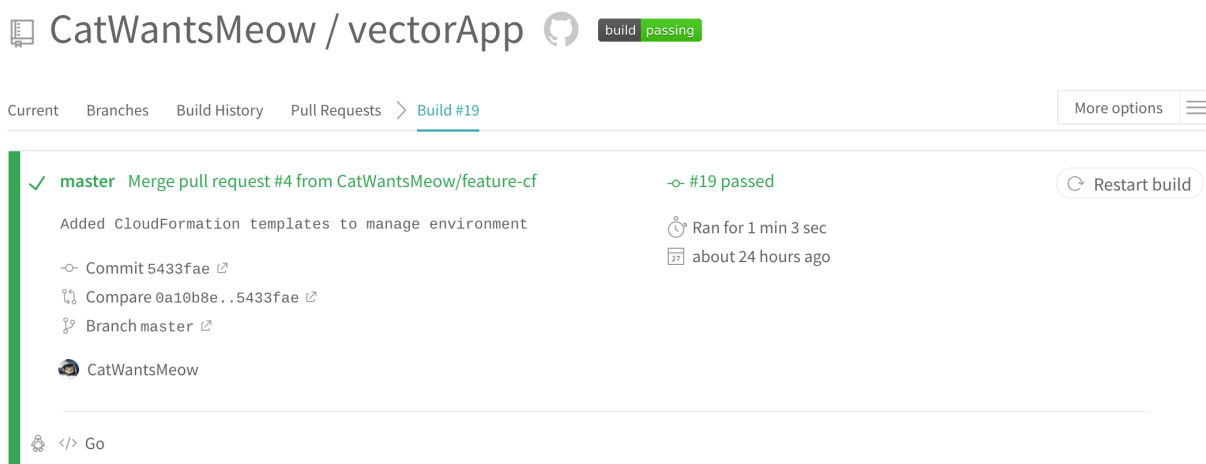 CatWantsMeow / vectorApp build passing
Current Branches Build History Pull Requests Build #19 More options
master Merge pull request #4 from CatWantsMeow/feature-cf #19 passed Restart build
Added CloudFormation templates to manage environment Ran for 1 min 3 sec
27 about 24 hours ago
Commit 5433fae
Compare 0a10b8e..5433fae
Branch master
CatWantsMeow
</> Go